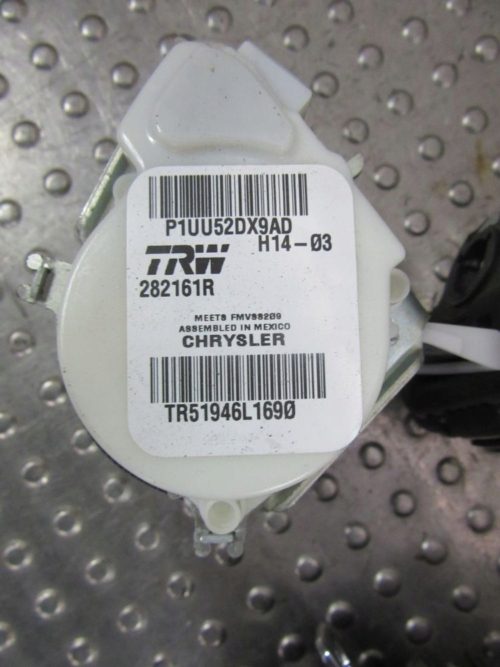 P1UU52DX9AD
H14-03
TRW
282161R
MEETS FMVSS209
ASSEMBLED IN MEXICO
CHRYSLER
TR51946L1690